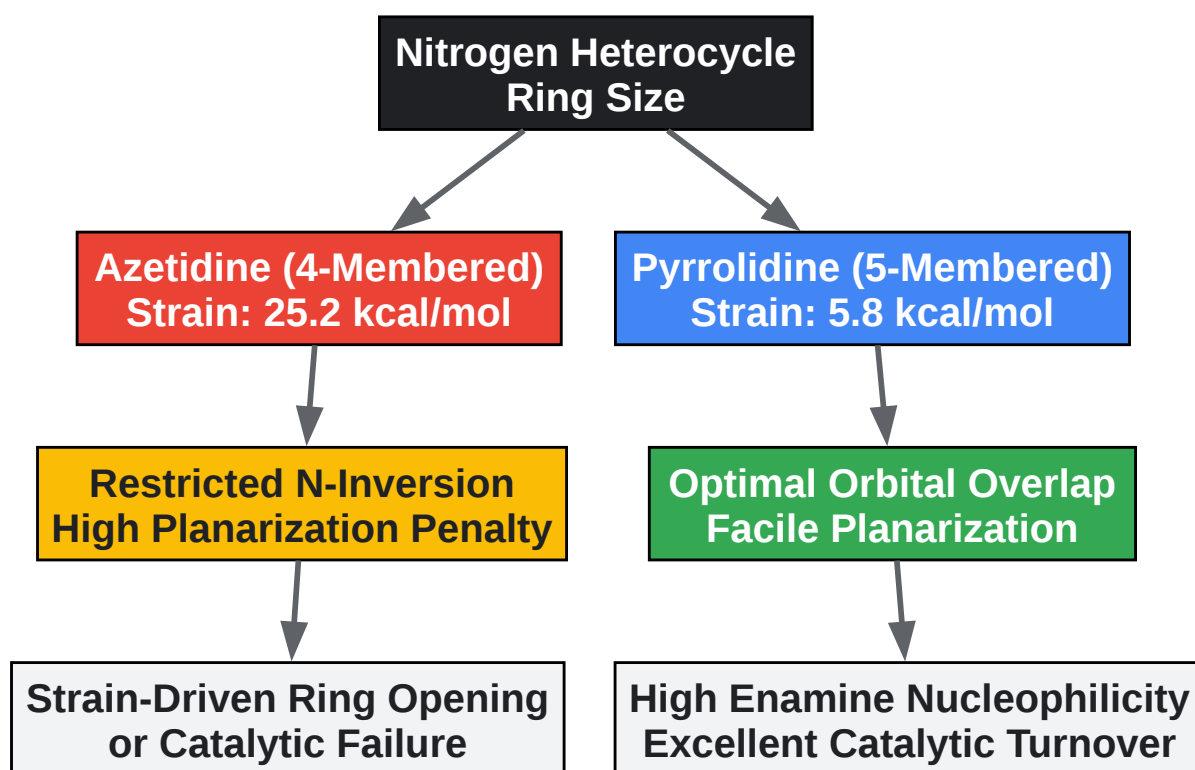 Nitrogen Heterocycle
Ring Size
Azetidine (4-Membered)
Strain: 25.2 kcal/mol
Pyrrolidine (5-Membered)
Strain: 5.8 kcal/mol
Restricted N-Inversion
High Planarization Penalty
Optimal Orbital Overlap
Facile Planarization
Strain-Driven Ring Opening
or Catalytic Failure
High Enamine Nucleophilicity
Excellent Catalytic Turnover